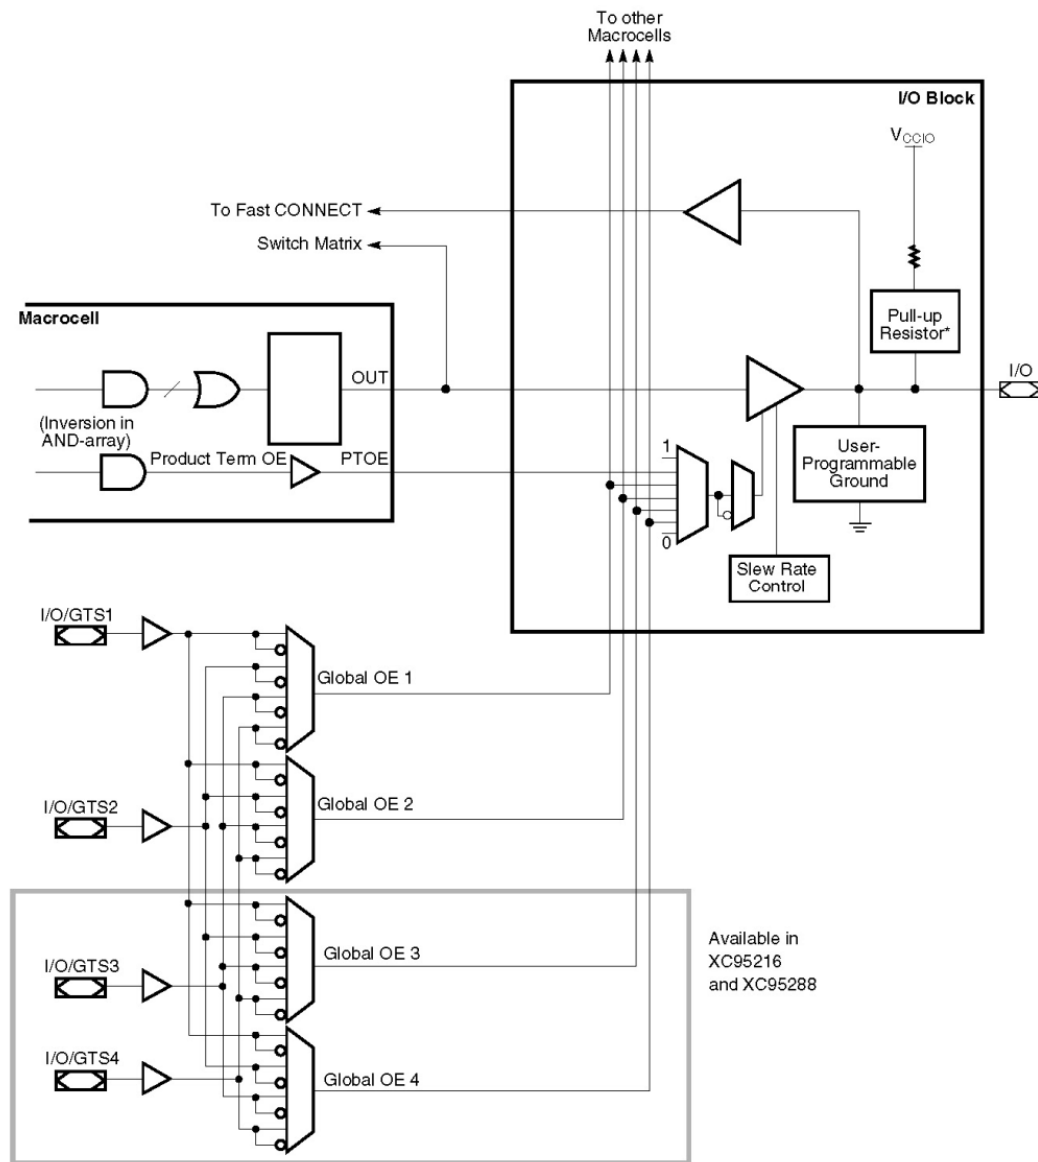 To other
Macrocells
I/O Block
VCCIO
To Fast CONNECT
Switch Matrix
Macrocell
Pull-up
Resistor*
I/O
OUT
(Inversion in
AND-array)
Product Term OE
PTOE
1
User-
Programmable
Ground
0
Slew Rate
Control
I/O/GTS1
Global OE 1
I/O/GTS2
Global OE 2
Available in
XC95216
and XC95288
I/O/GTS3
Global OE 3
I/O/GTS4
Global OE 4